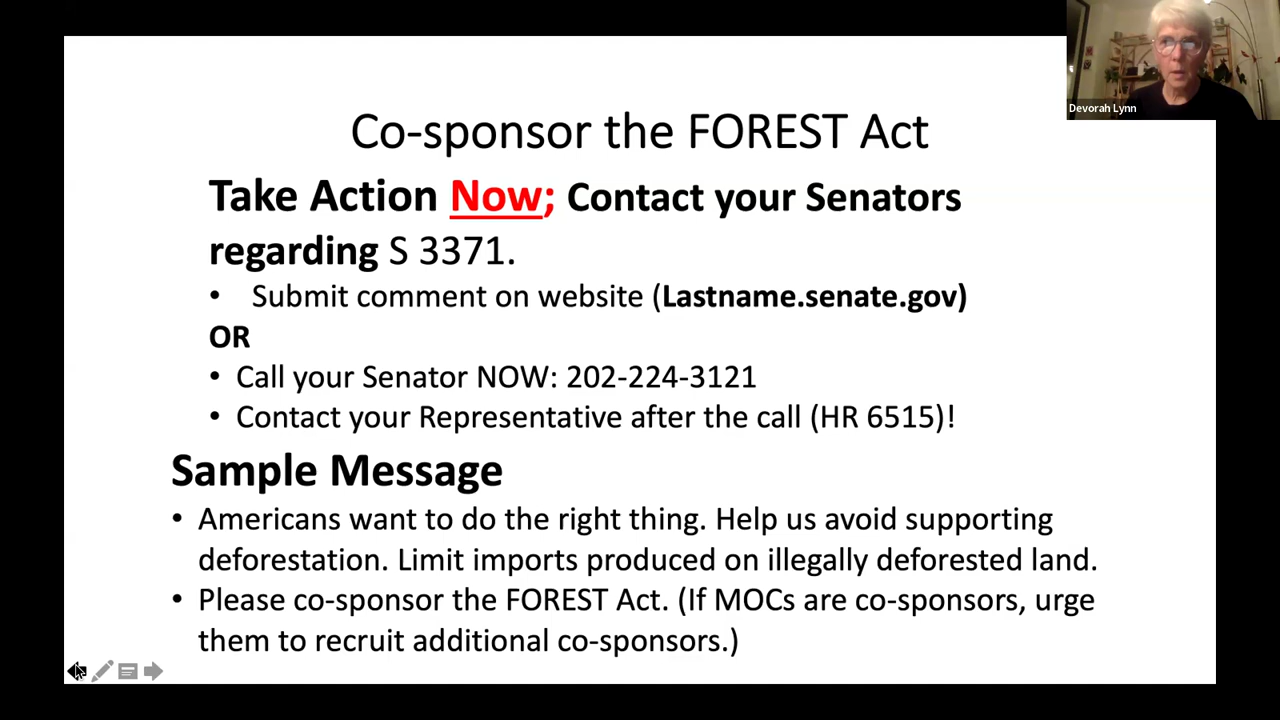 Devorah Lynn
Co-sponsor the FOREST Act
Take Action Now; Contact your Senators
regarding S 3371.
• Submit comment on website (Lastname.senate.gov)
OR
• Call your Senator NOW: 202-224-3121
• Contact your Representative after the call (HR 6515)!
Sample Message
• Americans want to do the right thing. Help us avoid supporting
deforestation. Limit imports produced on illegally deforested land.
• Please co-sponsor the FOREST Act. (If MOCs are co-sponsors, urge
them to recruit additional co-sponsors.)